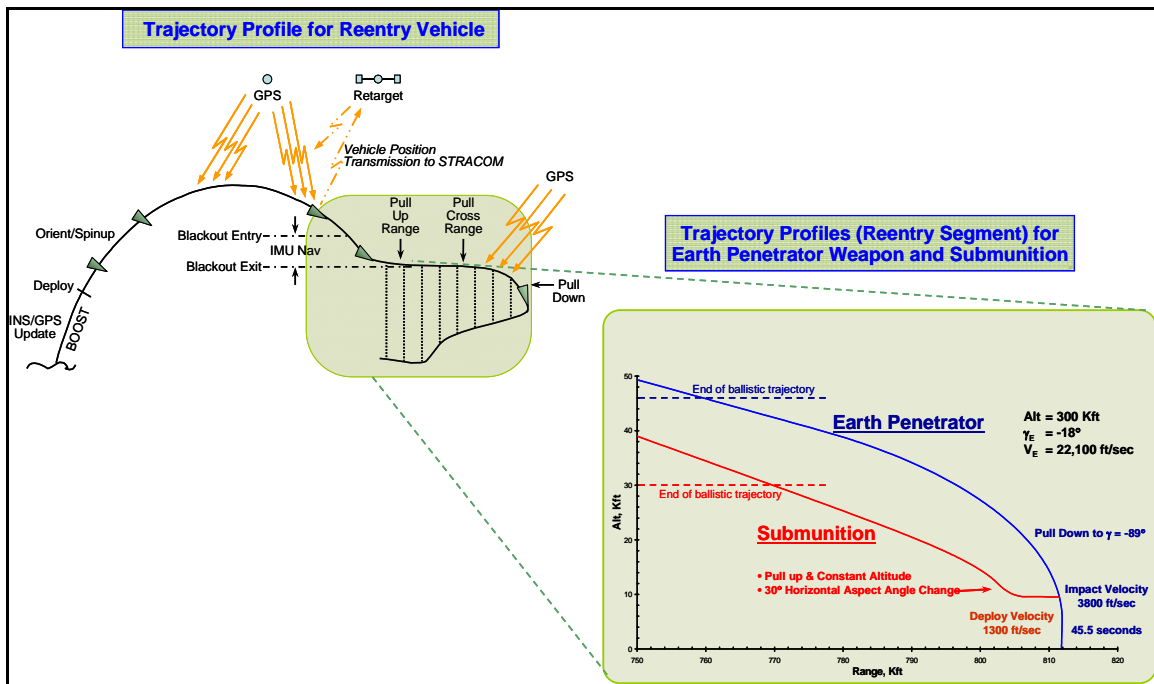 Trajectory Profile for Reentry Vehicle
GPS
Retarget
Vehicle Position
Transmission to STRACOM
GPS
Pull
Up
Range
Pull
Cross
Range
Orient/Spinup
Blackout Entry
IMU Nav
Blackout Exit
Deploy
Pull
Down
INS/GPS
Update
BOOST
Trajectory Profiles (Reentry Segment) for
Earth Penetrator Weapon and Submunition
50
40
30
20
10
0
Alt, Kft
End of ballistic trajectory
Earth Penetrator
Alt = 300 Kft
γE = -18°
VE = 22,100 ft/sec
End of ballistic trajectory
Submunition
Pull Down to γ = -89°
• Pull up & Constant Altitude
• 30° Horizontal Aspect Angle Change
Impact Velocity
3800 ft/sec
Deploy Velocity
1300 ft/sec
45.5 seconds
750 760 770 780 790 800 812 820
Range, Kft